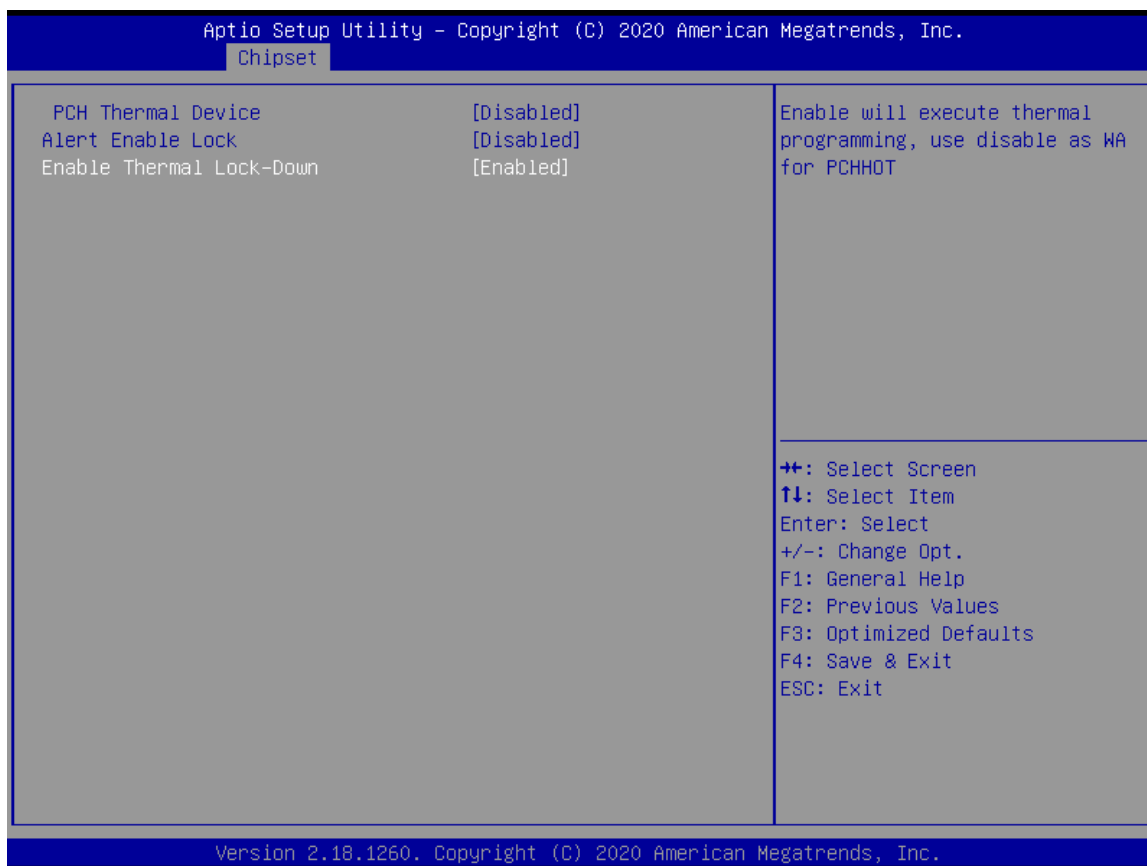 Aptio Setup Utility – Copyright (C) 2020 American Megatrends, Inc.
Chipset
PCH Thermal Device [Disabled]
Alert Enable Lock [Disabled]
Enable Thermal Lock-Down [Enabled]
Enable will execute thermal
programming, use disable as WA
for PCHHOT
→←: Select Screen
↑↓: Select Item
Enter: Select
+/-: Change Opt.
F1: General Help
F2: Previous Values
F3: Optimized Defaults
F4: Save & Exit
ESC: Exit
Version 2.18.1260. Copyright (C) 2020 American Megatrends, Inc.